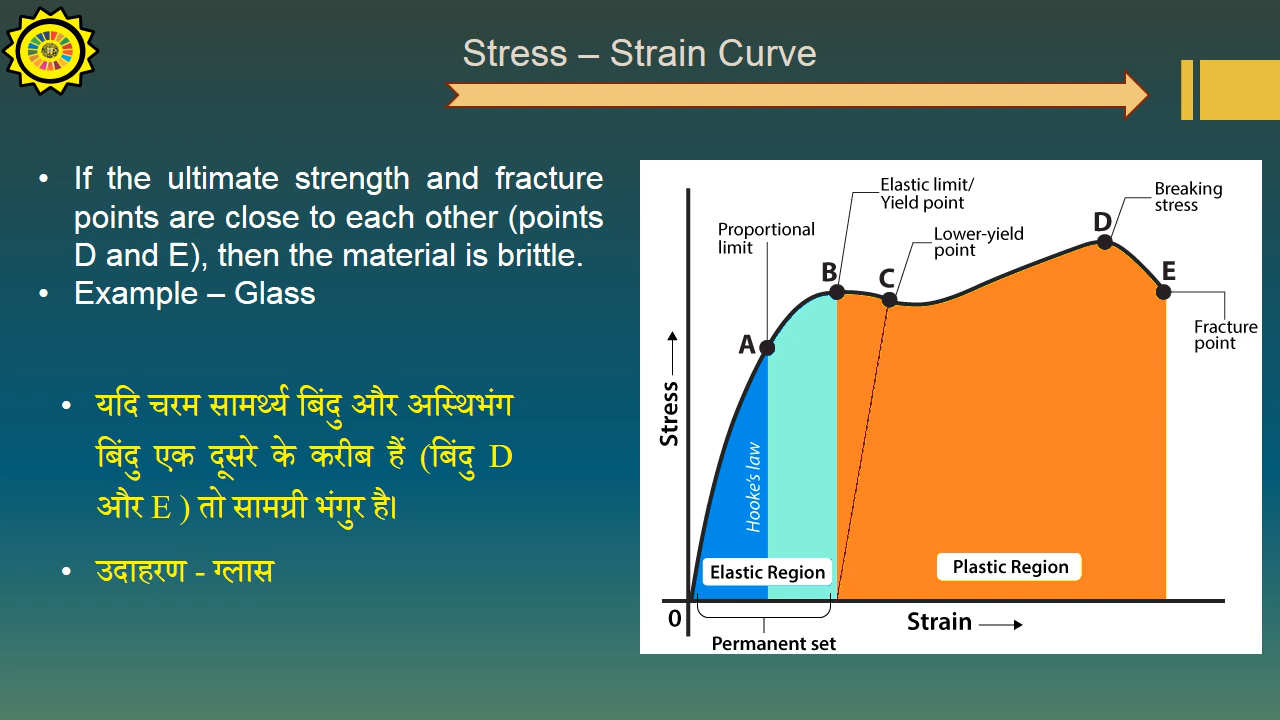 Stress – Strain Curve
• If the ultimate strength and fracture
points are close to each other (points
D and E), then the material is brittle.
• Example – Glass
• यदि चरम सामर्थ्य बिंदु और अस्थिभंग
बिंदु एक दूसरे के करीब हैं (बिंदु D
और E ) तो सामग्री भंगुर है।
• उदाहरण - ग्लास
Elastic limit/
Yield point
Breaking
stress
Proportional
limit
Lower-yield
point
A
B
C
D
E
Fracture
point
Stress
Hooke's law
Elastic Region
Plastic Region
0
Strain
Permanent set